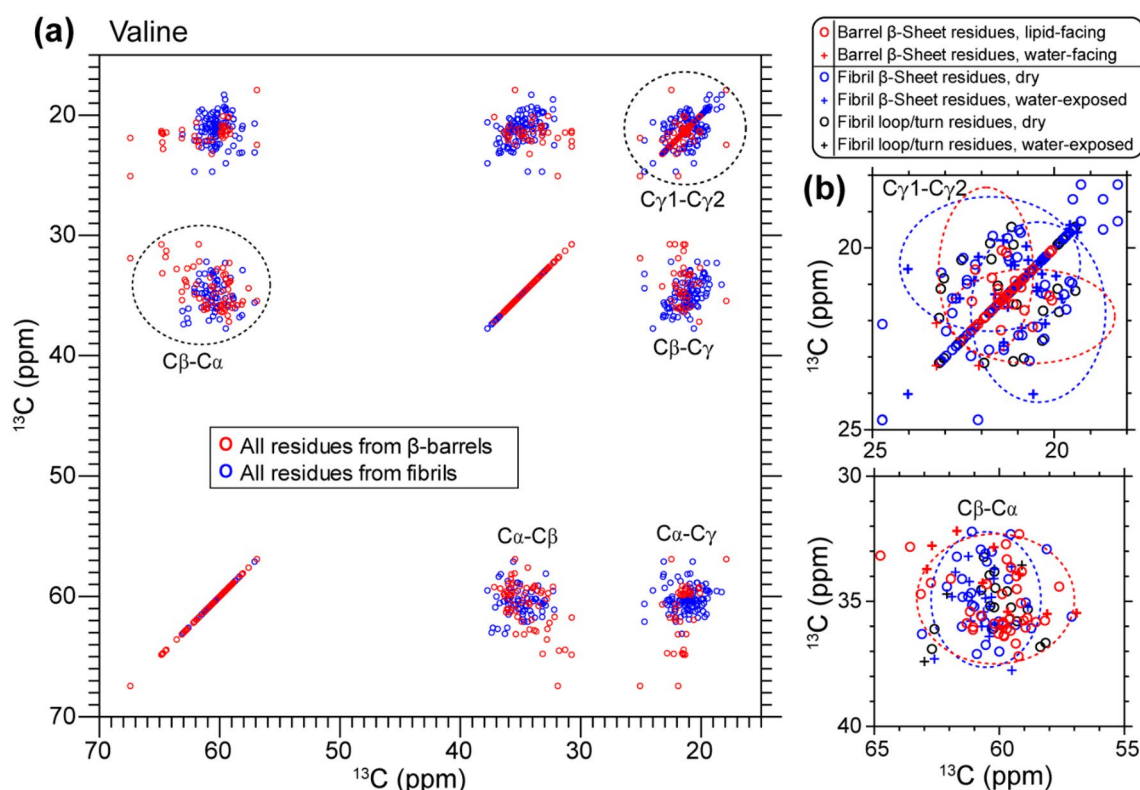 (a) Valine
20
30
40
50
60
70
70 60 50 40 30 20
¹³C (ppm)
¹³C (ppm)
Cγ1-Cγ2
Cβ-Cα
Cβ-Cγ
Cα-Cβ
Cα-Cγ
All residues from β-barrels
All residues from fibrils
Barrel β-Sheet residues, lipid-facing
Barrel β-Sheet residues, water-facing
Fibril β-Sheet residues, dry
Fibril β-Sheet residues, water-exposed
Fibril loop/turn residues, dry
Fibril loop/turn residues, water-exposed
(b)
Cγ1-Cγ2
20
25
¹³C (ppm)
20
25
Cβ-Cα
30
35
40
¹³C (ppm)
65 60 55
¹³C (ppm)